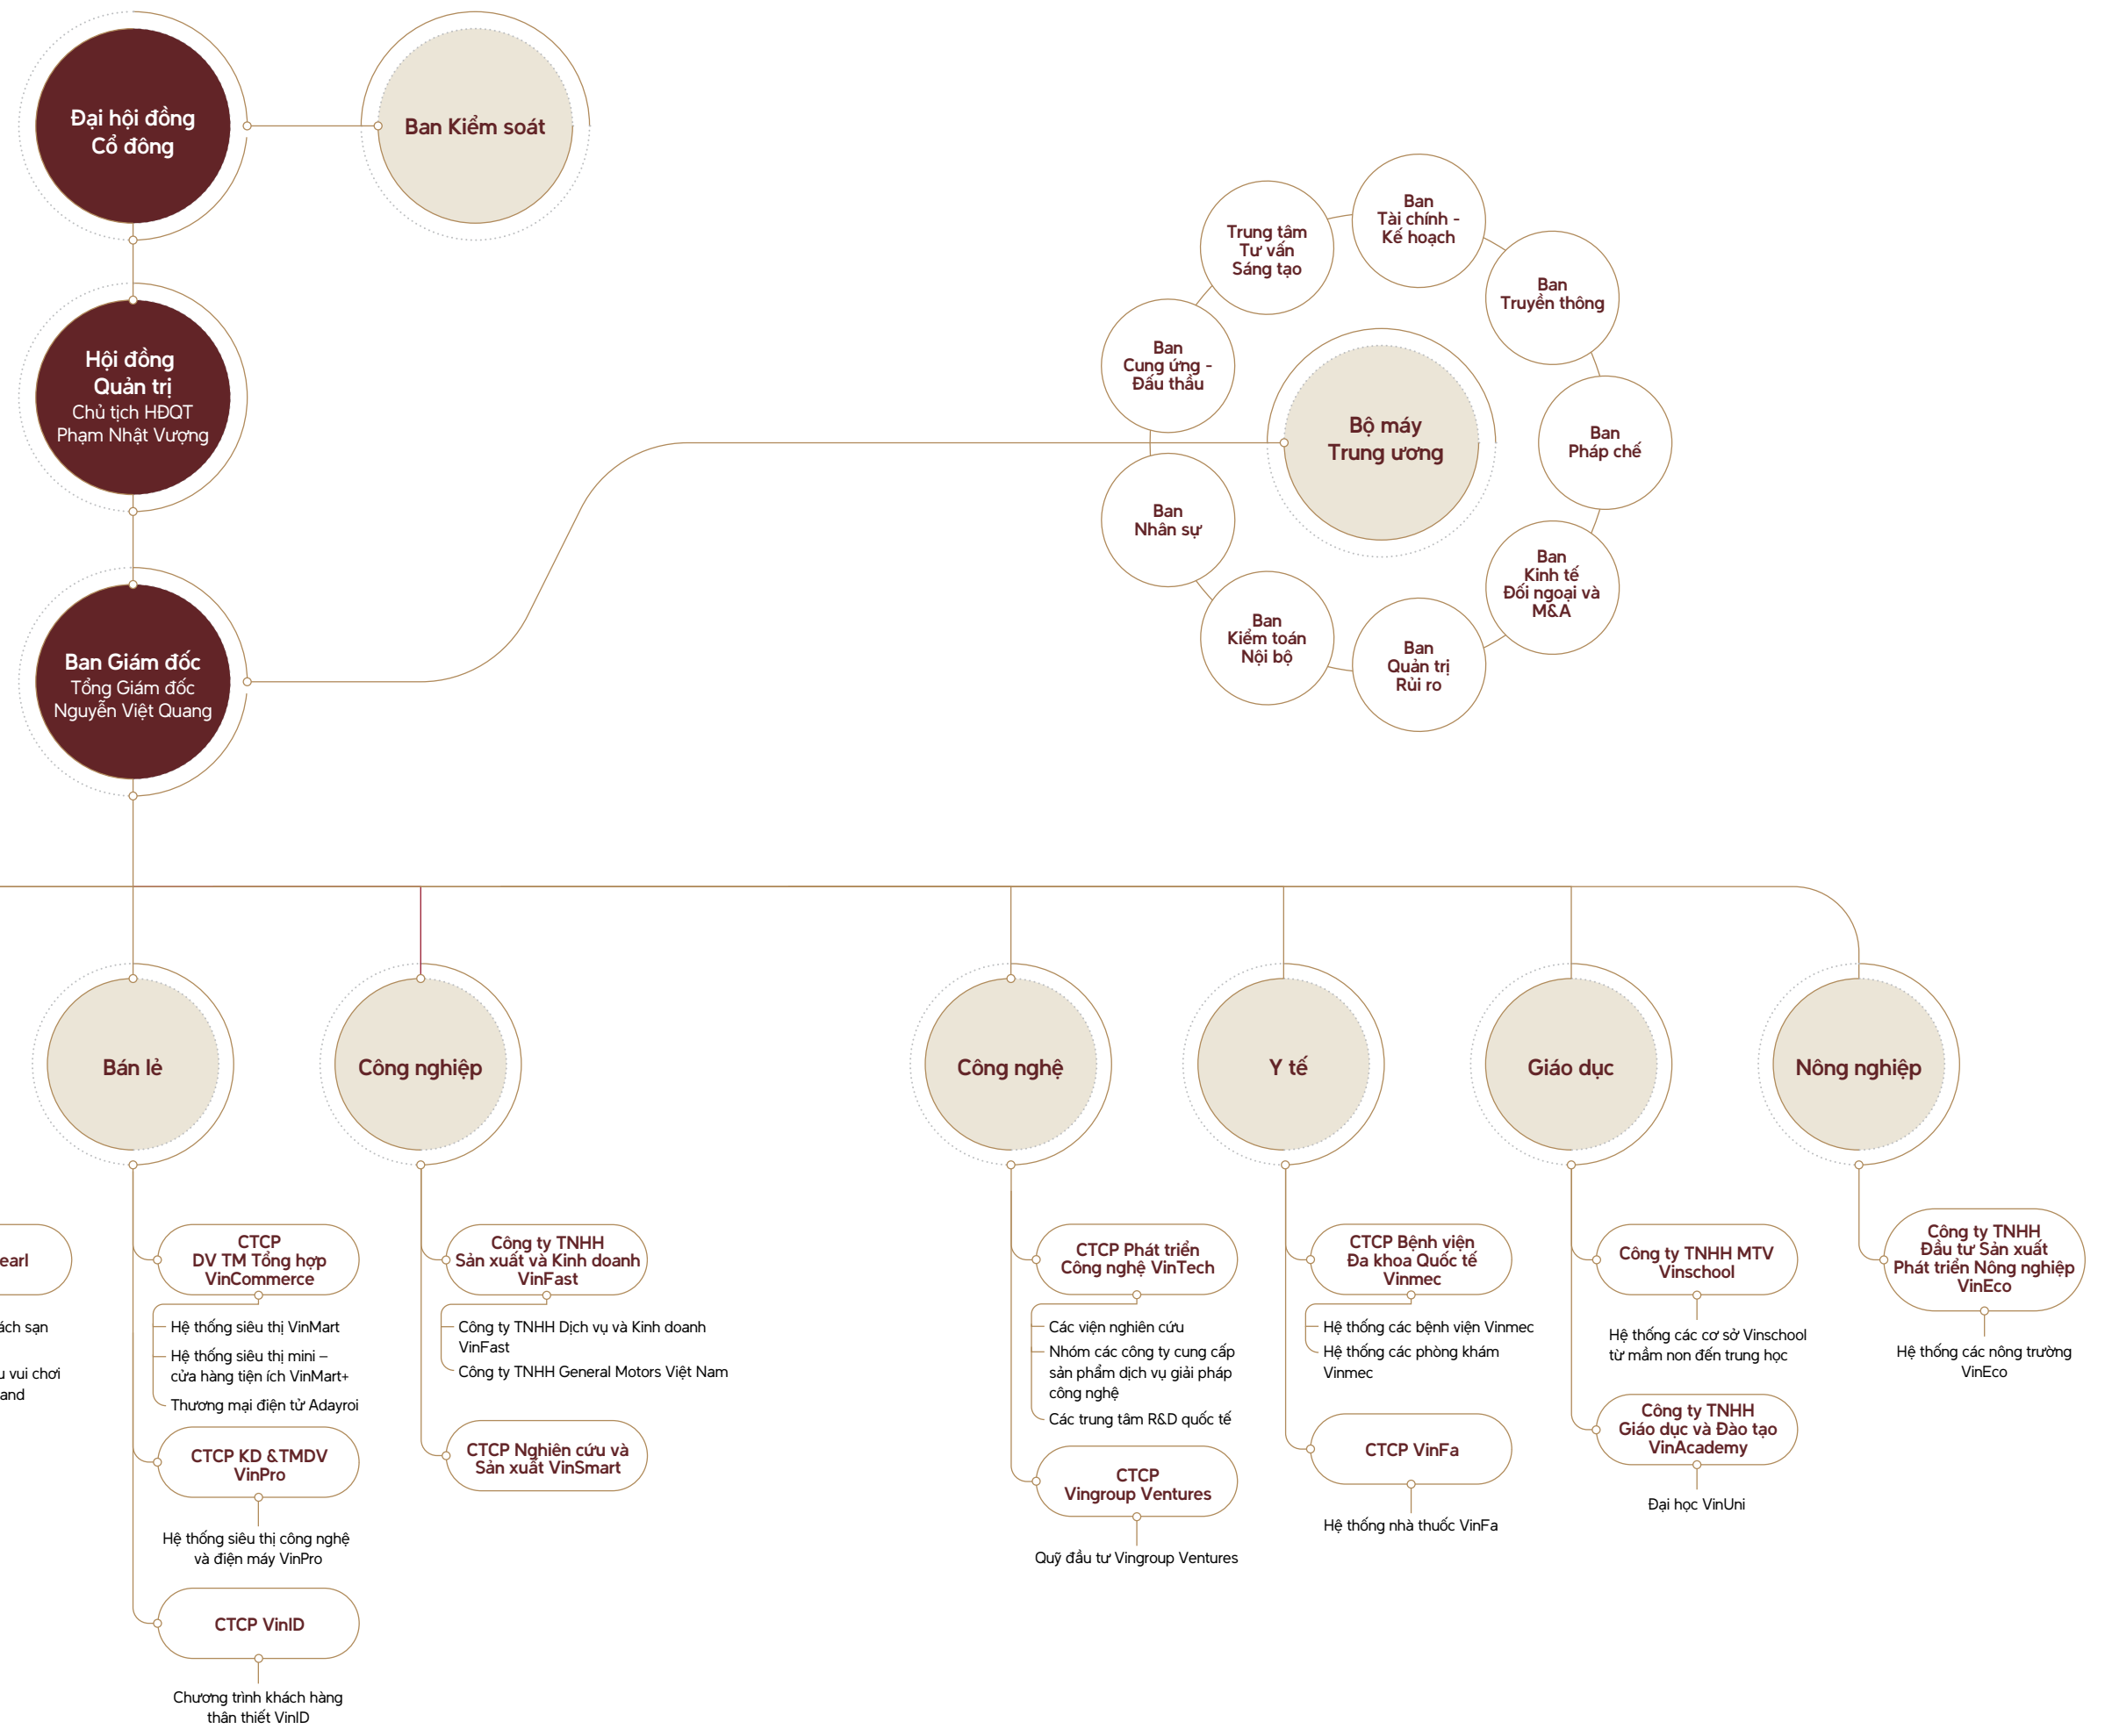 Đại hội đồng
Cổ đông
Ban Kiểm soát
Hội đồng
Quản trị
Chủ tịch HĐQT
Phạm Nhật Vượng
Ban Giám đốc
Tổng Giám đốc
Nguyễn Việt Quang
Bộ máy
Trung ương
Ban
Tài chính -
Kế hoạch
Ban
Truyền thông
Ban
Pháp chế
Ban
Kinh tế
Đối ngoại và
M&A
Ban
Quản trị
Rủi ro
Ban
Kiểm toán
Nội bộ
Ban
Nhân sự
Ban
Cung ứng -
Đấu thầu
Trung tâm
Tư vấn
Sáng tạo
earl
ách sạn
u vui chơi
and
Bán lẻ
CTCP
DV TM Tổng hợp
VinCommerce
Hệ thống siêu thị VinMart
Hệ thống siêu thị mini –
cửa hàng tiện ích VinMart+
Thương mại điện tử Adayroi
CTCP KD &TMDV
VinPro
Hệ thống siêu thị công nghệ
và điện máy VinPro
CTCP VinID
Chương trình khách hàng
thân thiết VinID
Công nghiệp
Công ty TNHH
Sản xuất và Kinh doanh
VinFast
Công ty TNHH Dịch vụ và Kinh doanh
VinFast
Công ty TNHH General Motors Việt Nam
CTCP Nghiên cứu và
Sản xuất VinSmart
Công nghệ
CTCP Phát triển
Công nghệ VinTech
Các viện nghiên cứu
Nhóm các công ty cung cấp
sản phẩm dịch vụ giải pháp
công nghệ
Các trung tâm R&D quốc tế
CTCP
Vingroup Ventures
Quỹ đầu tư Vingroup Ventures
Y tế
CTCP Bệnh viện
Đa khoa Quốc tế
Vinmec
Hệ thống các bệnh viện Vinmec
Hệ thống các phòng khám
Vinmec
CTCP VinFa
Hệ thống nhà thuốc VinFa
Giáo dục
Công ty TNHH MTV
Vinschool
Hệ thống các cơ sở Vinschool
từ mầm non đến trung học
Công ty TNHH
Giáo dục và Đào tạo
VinAcademy
Đại học VinUni
Nông nghiệp
Công ty TNHH
Đầu tư Sản xuất
Phát triển Nông nghiệp
VinEco
Hệ thống các nông trường
VinEco